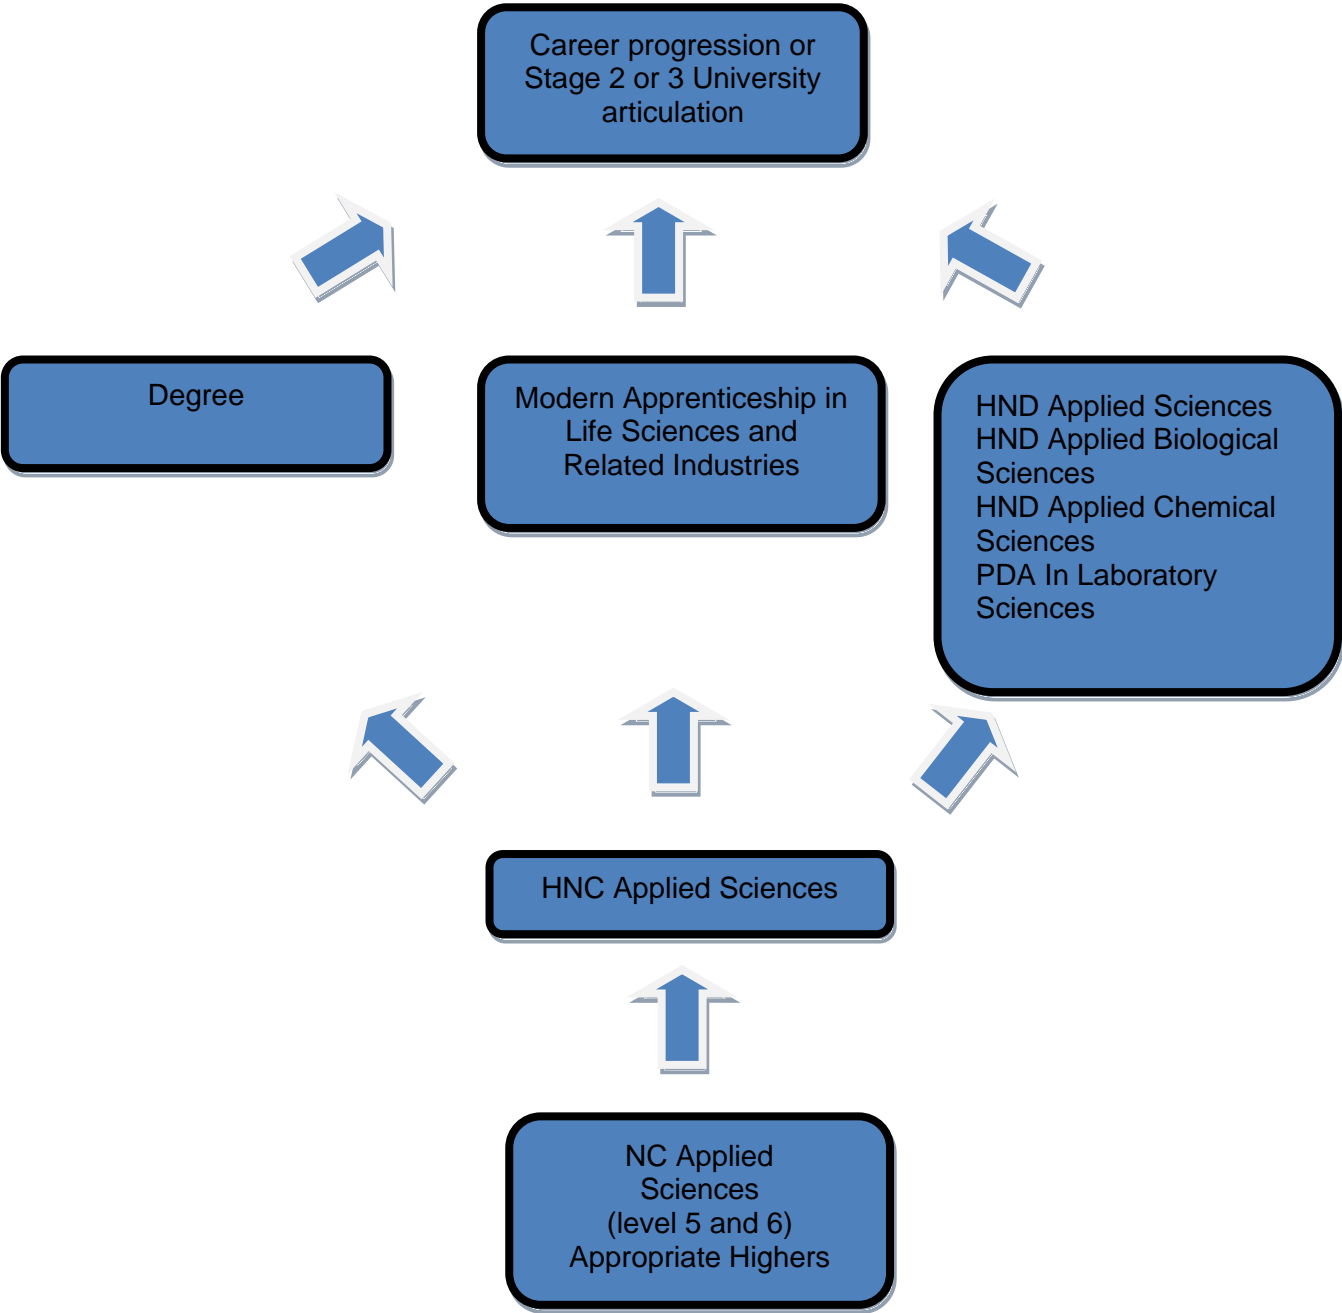 Career progression or
Stage 2 or 3 University
articulation
Degree
Modern Apprenticeship in
Life Sciences and
Related Industries
HND Applied Sciences
HND Applied Biological
Sciences
HND Applied Chemical
Sciences
PDA In Laboratory
Sciences
HNC Applied Sciences
NC Applied
Sciences
(level 5 and 6)
Appropriate Highers